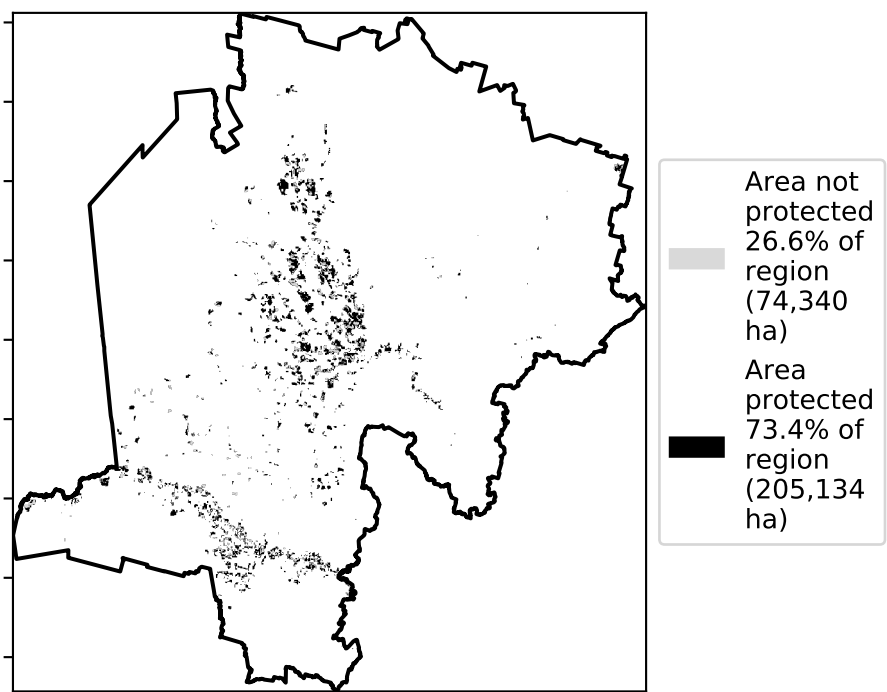 Area not
protected
26.6% of
region
(74,340
ha)
Area
protected
73.4% of
region
(205,134
ha)